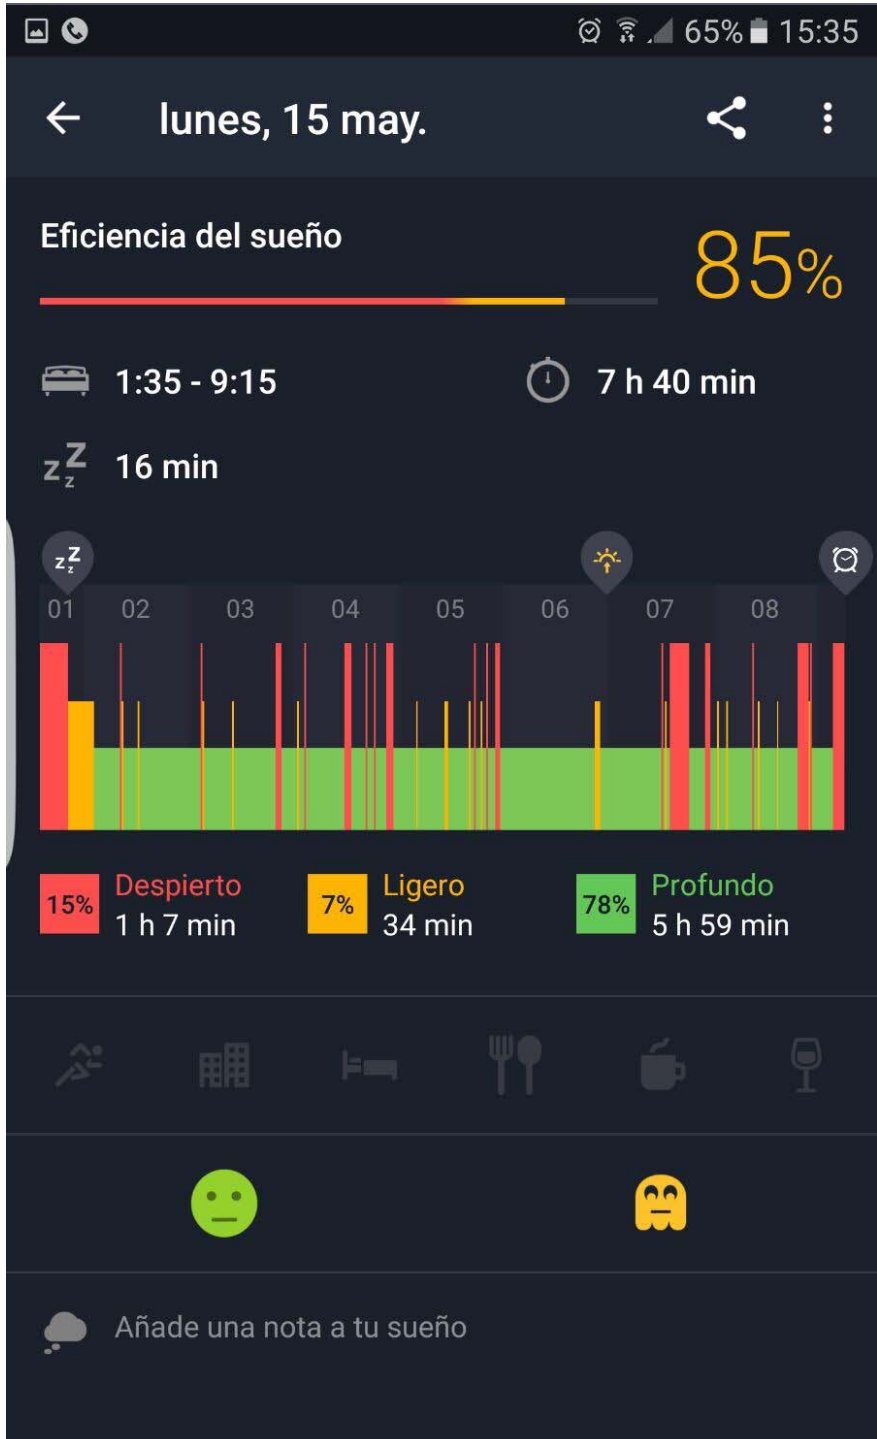 65% 15:35
lunes, 15 may.
Eficiencia del sueño
85%
1:35 - 9:15
7 h 40 min
zZz 16 min
zZz
01 02 03 04 05 06 07 08
15% Despierto 1 h 7 min
7% Ligero 34 min
78% Profundo 5 h 59 min
Añade una nota a tu sueño